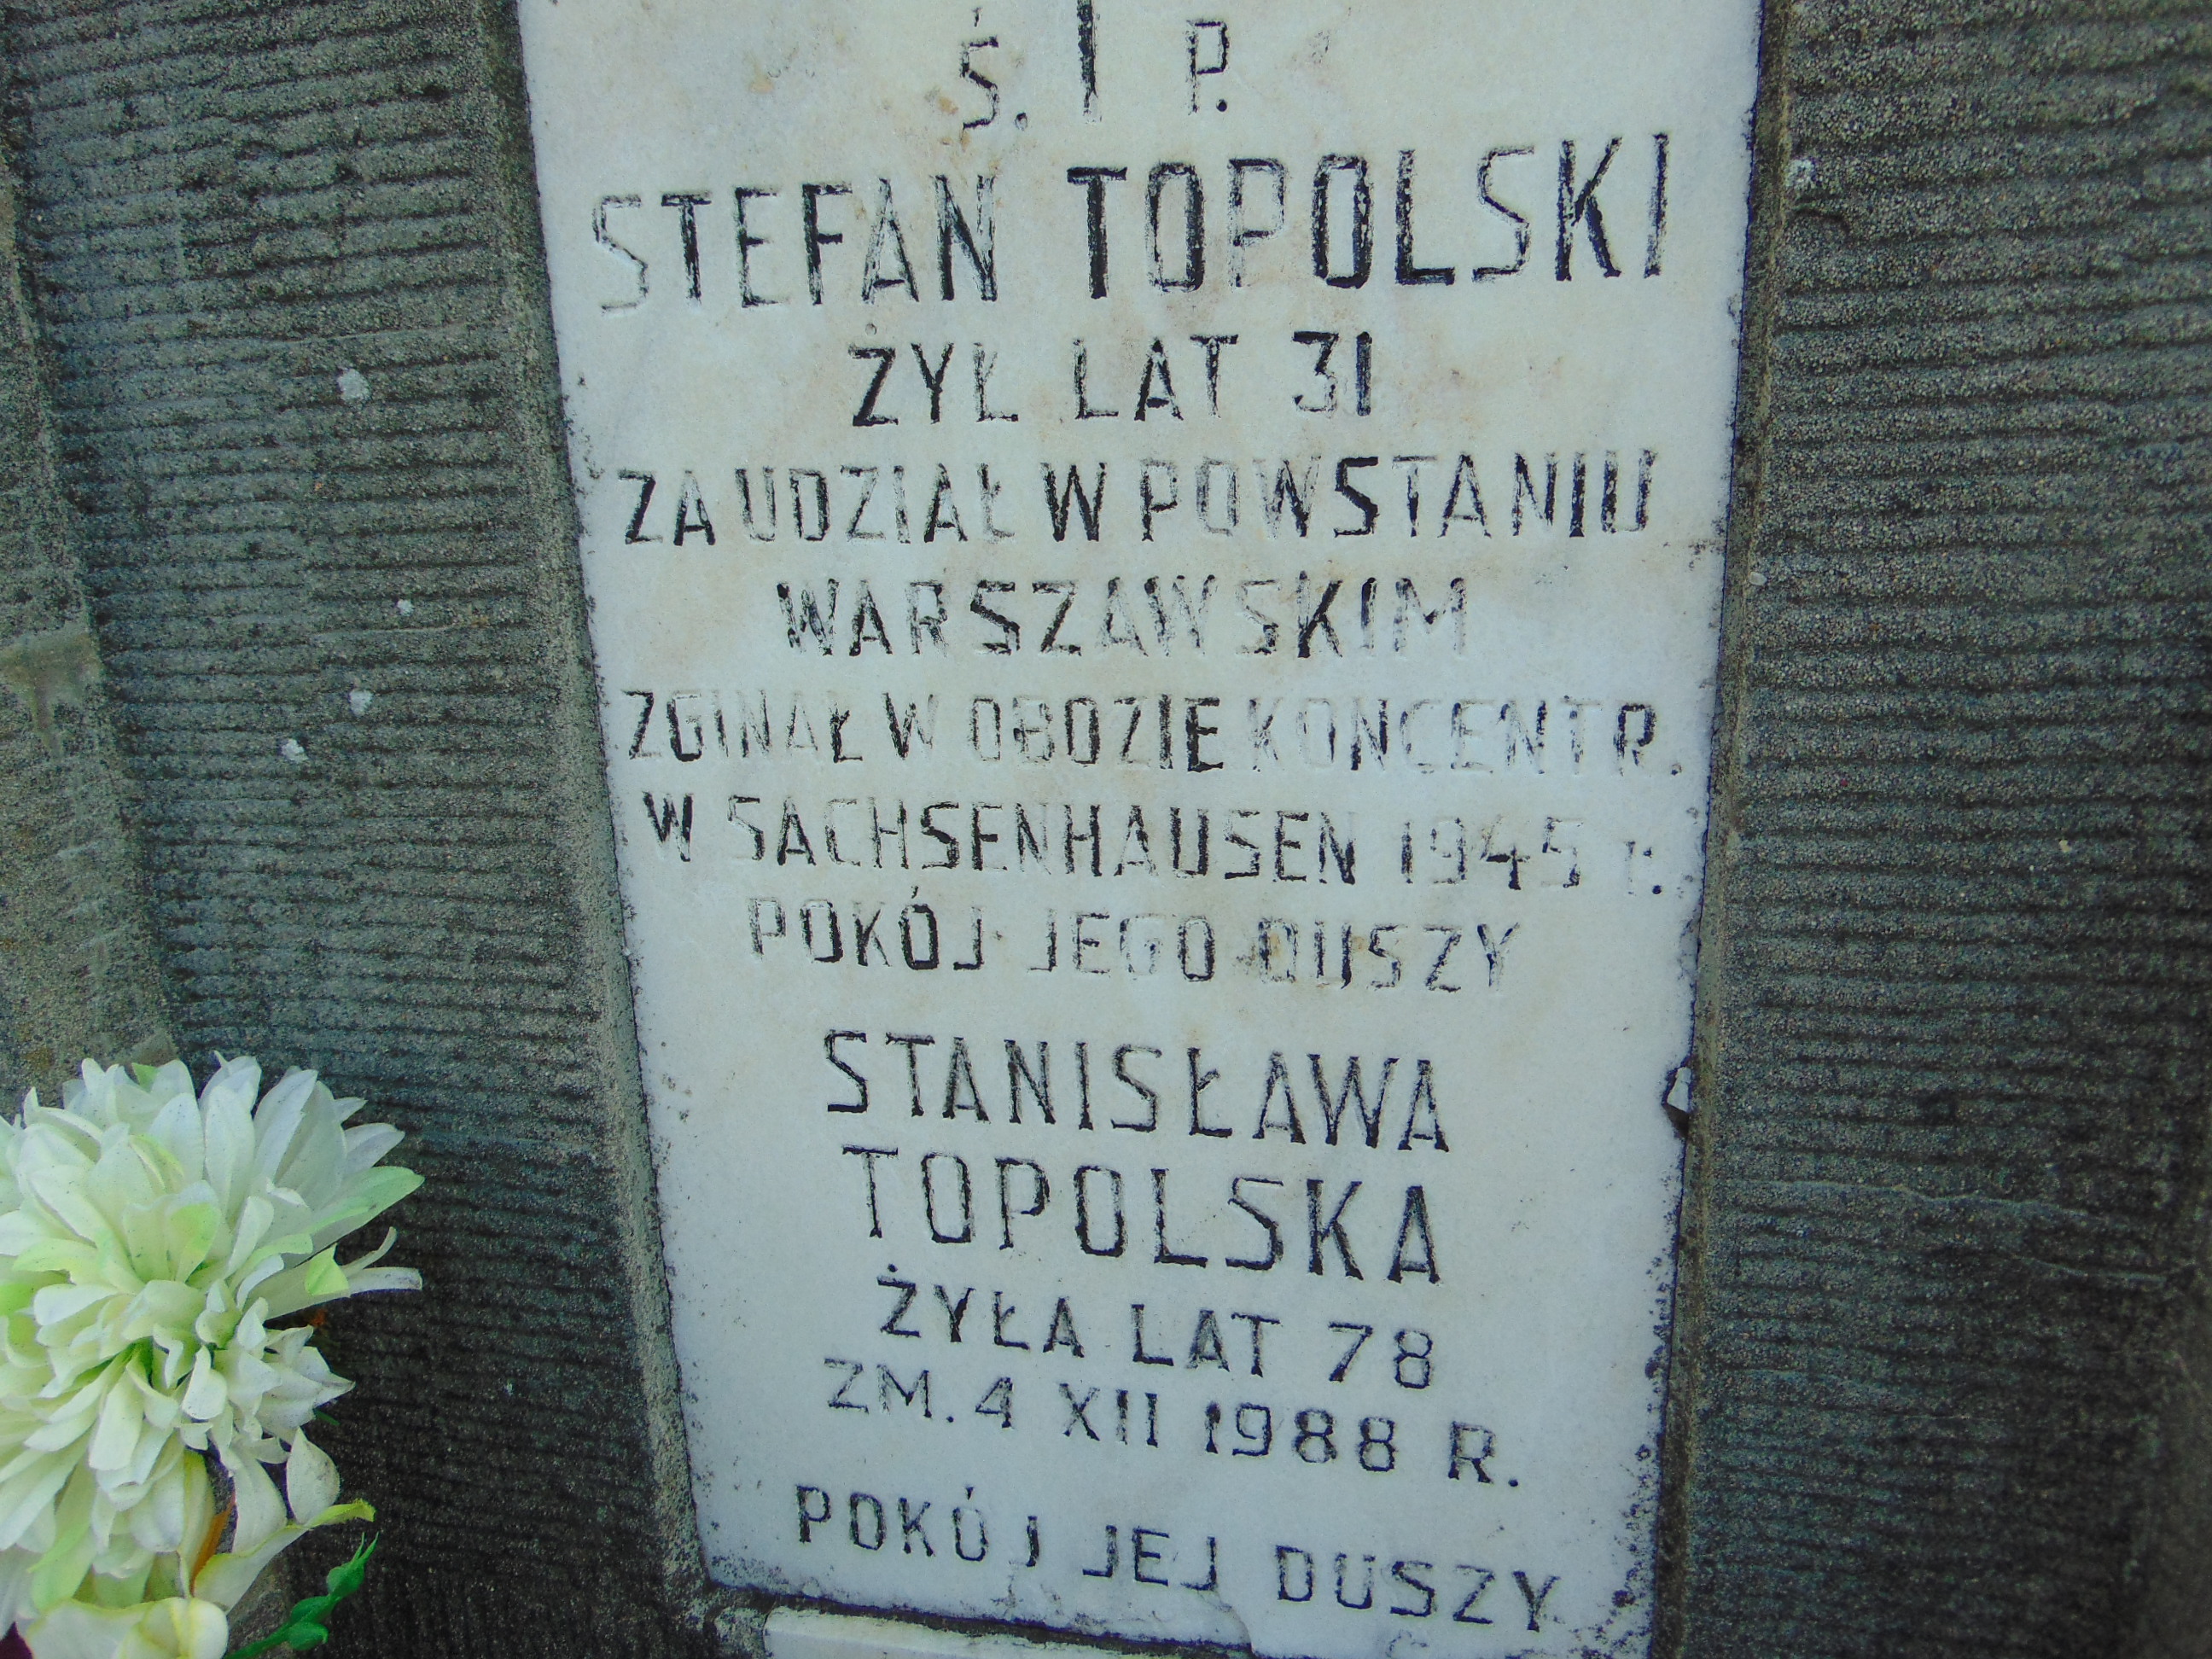 Ś. P.
STEFAN TOPOLSKI
ŻYŁ LAT 31
ZA UDZIAŁ W POWSTANIU
WARSZAWSKIM
ZGINAŁ W OBOZIE KONCENTR.
W SACHSENHAUSEN 1945 r.
POKÓJ JEGO DUSZY
STANISŁAWA
TOPOLSKA
ŻYŁA LAT 78
ZM. 4 XII 1988 R.
POKÓJ JEJ DUSZY